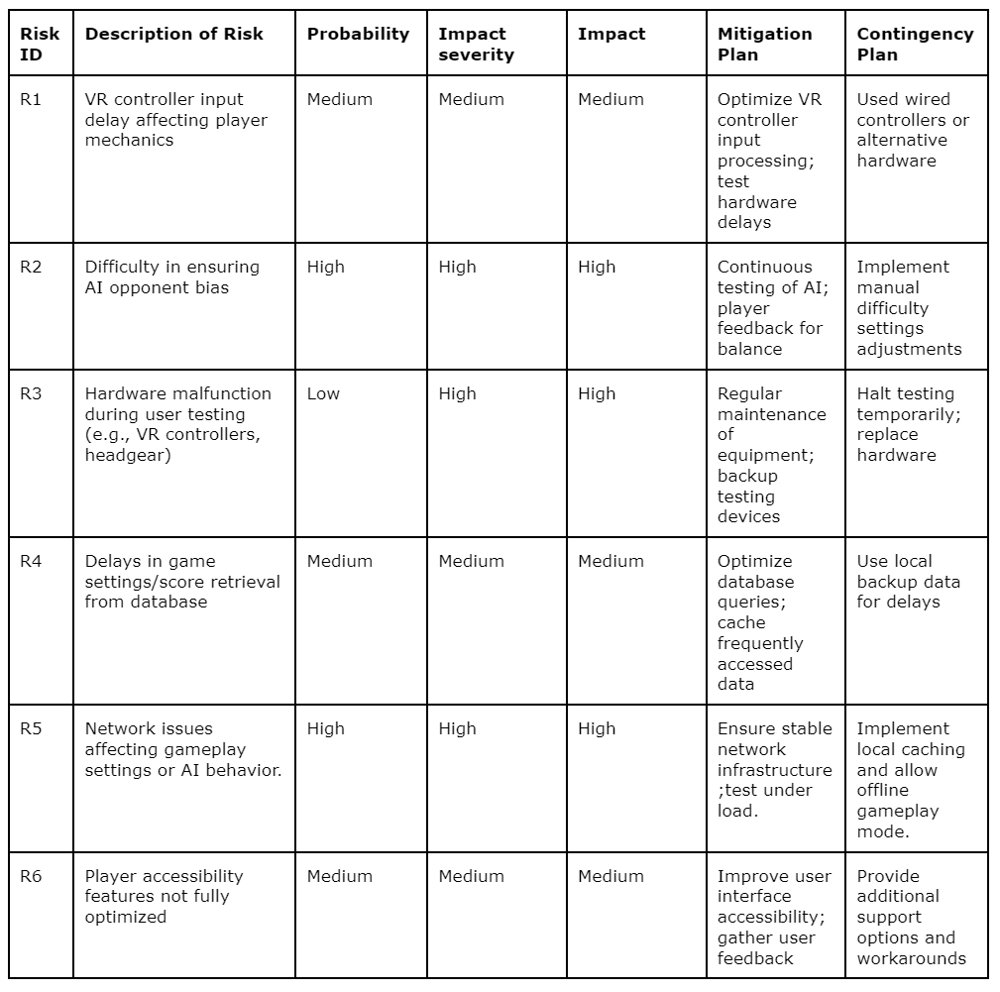 Risk ID
Description of Risk
Probability
Impact severity
Impact
Mitigation Plan
Contingency Plan
R1
VR controller input
delay affecting player
mechanics
Medium
Medium
Medium
Optimize VR
controller
input
processing;
test
hardware
delays
Used wired
controllers or
alternative
hardware
R2
Difficulty in ensuring
AI opponent bias
High
High
High
Continuous
testing of AI;
player
feedback for
balance
Implement
manual
difficulty
settings
adjustments
R3
Hardware malfunction
during user testing
(e.g., VR controllers,
headgear)
Low
High
High
Regular
maintenance
of
equipment;
backup
testing
devices
Halt testing
temporarily;
replace
hardware
R4
Delays in game
settings/score retrieval
from database
Medium
Medium
Medium
Optimize
database
queries;
cache
frequently
accessed
data
Use local
backup data
for delays
R5
Network issues
affecting gameplay
settings or AI behavior.
High
High
High
Ensure stable
network
infrastructure
;test under
load.
Implement
local caching
and allow
offline
gameplay
mode.
R6
Player accessibility
features not fully
optimized
Medium
Medium
Medium
Improve user
interface
accessibility;
gather user
feedback
Provide
additional
support
options and
workarounds